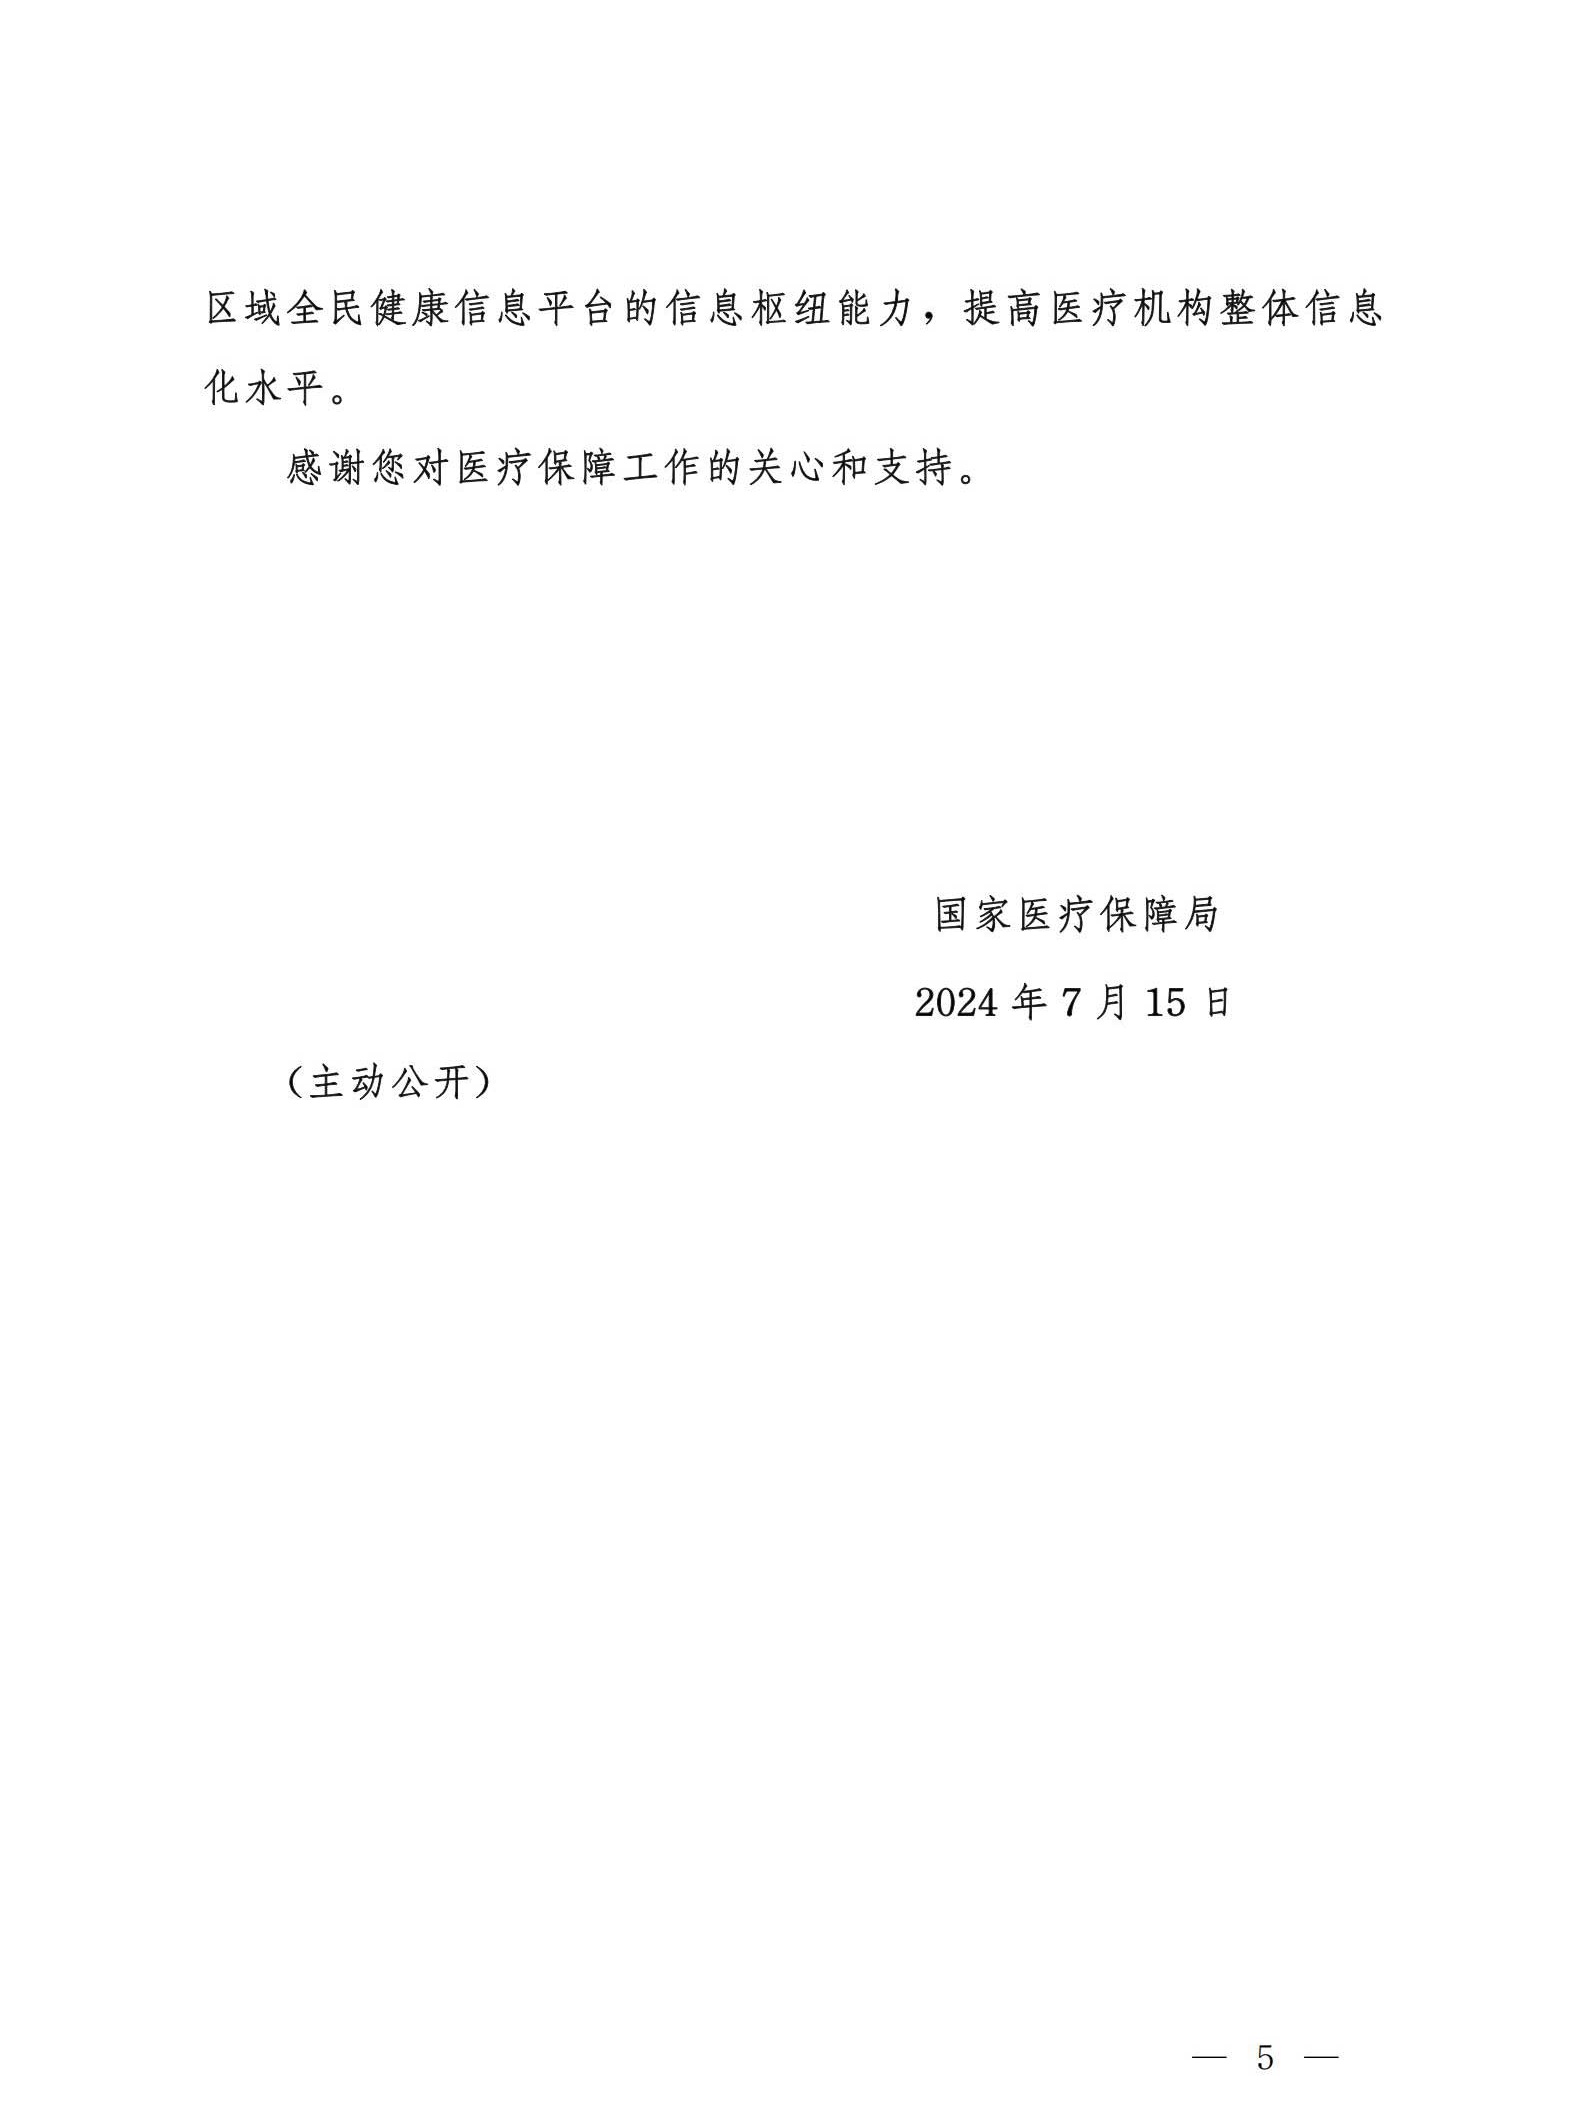 区域全民健康信息平台的信息枢纽能力，提高医疗机构整体信息
化水平。
感谢您对医疗保障工作的关心和支持。
国家医疗保障局
2024 年 7 月 15 日
（主动公开）
— 5 —